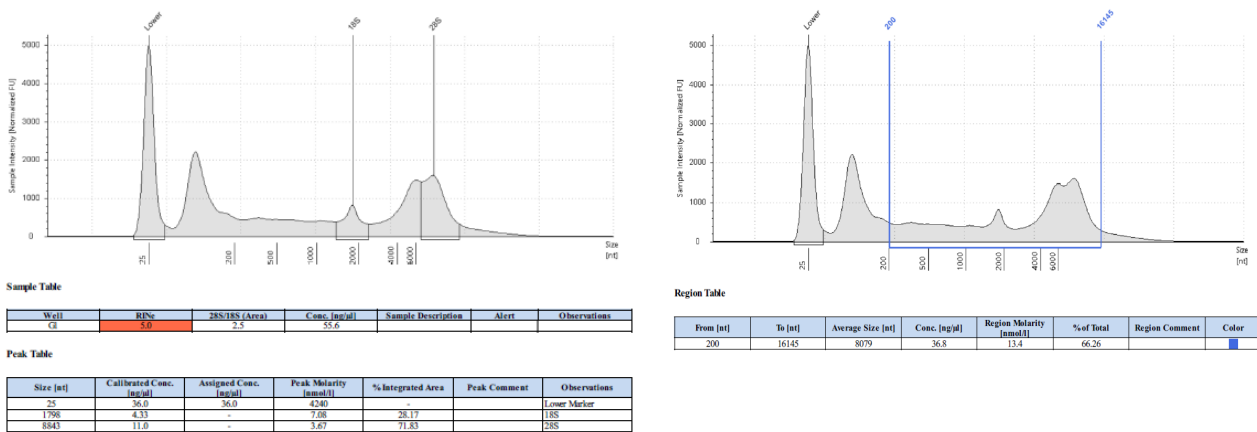 Lower
18S
28S
5000
4000
3000
2000
1000
0
Sample Intensity [Normalized FU]
25
200
500
1000
2000
4000
6000
Size
[nt]
Sample Table
Well RINe 28S/18S (Area) Conc. [ng/µl] Sample Description Alert Observations
G1 5.0 2.5 55.6
Peak Table
Size [nt] Calibrated Conc. [ng/µl] Assigned Conc. [ng/µl] Peak Molarity [nmol/l] % Integrated Area Peak Comment Observations
25 36.0 36.0 4240 - Lower Marker
1798 4.33 - 7.08 28.17 18S
8843 11.0 - 3.67 71.83 28S
Lower
200
16145
5000
4000
3000
2000
1000
0
Sample Intensity [Normalized FU]
25
200
500
1000
2000
4000
6000
Size
[nt]
Region Table
From [nt] To [nt] Average Size [nt] Conc. [ng/µl] Region Molarity [nmol/l] % of Total Region Comment Color
200 16145 8079 36.8 13.4 66.26